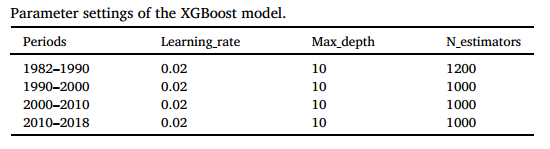 Parameter settings of the XGBoost model.
Periods Learning_rate Max_depth N_estimators
1982–1990 0.02 10 1200
1990–2000 0.02 10 1000
2000–2010 0.02 10 1000
2010–2018 0.02 10 1000